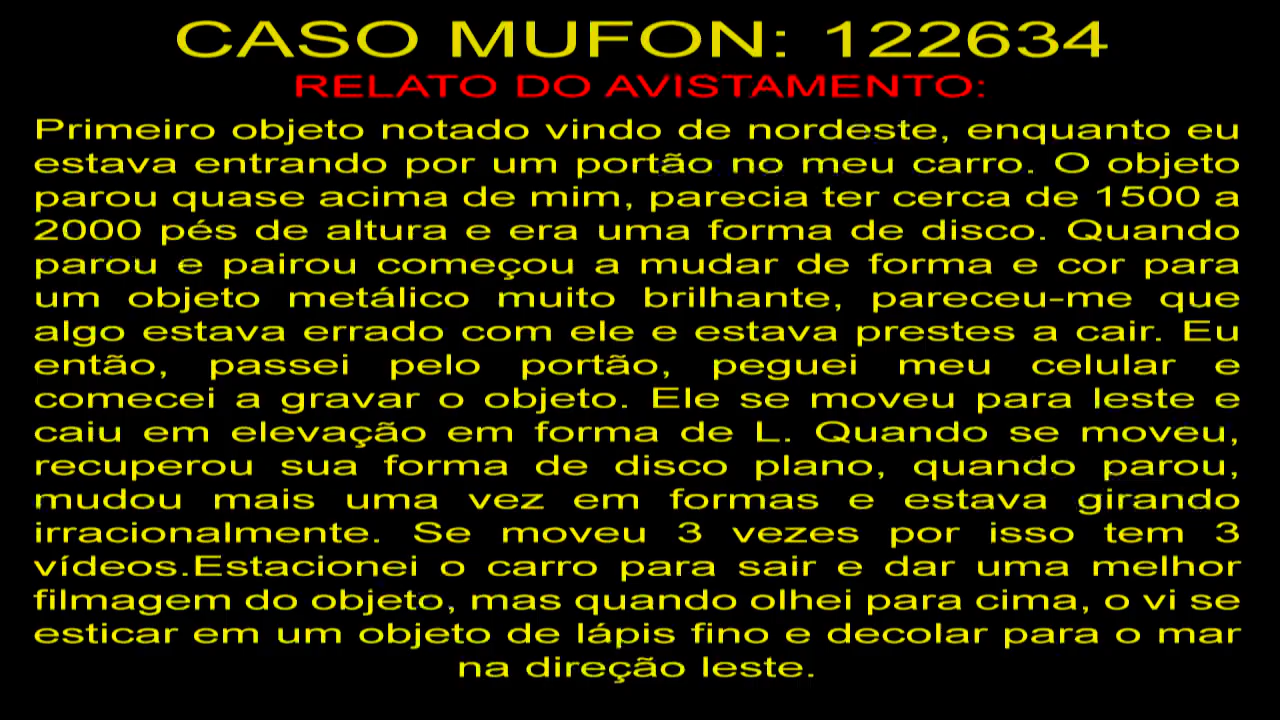 CASO MUFON: 122634
RELATO DO AVISTAMENTO:
Primeiro objeto notado vindo de nordeste, enquanto eu
estava entrando por um portão no meu carro. O objeto
parou quase acima de mim, parecia ter cerca de 1500 a
2000 pés de altura e era uma forma de disco. Quando
parou e pairou começou a mudar de forma e cor para
um objeto metálico muito brilhante, pareceu-me que
algo estava errado com ele e estava prestes a cair. Eu
então, passei pelo portão, peguei meu celular e
comecei a gravar o objeto. Ele se moveu para leste e
caiu em elevação em forma de L. Quando se moveu,
recuperou sua forma de disco plano, quando parou,
mudou mais uma vez em formas e estava girando
irracionalmente. Se moveu 3 vezes por isso tem 3
vídeos.Estacionei o carro para sair e dar uma melhor
filmagem do objeto, mas quando olhei para cima, o vi se
esticar em um objeto de lápis fino e decolar para o mar
na direção leste.